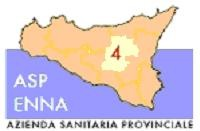 4
ASP
ENNA
AZIENDA SANITARIA PROVINCIALE